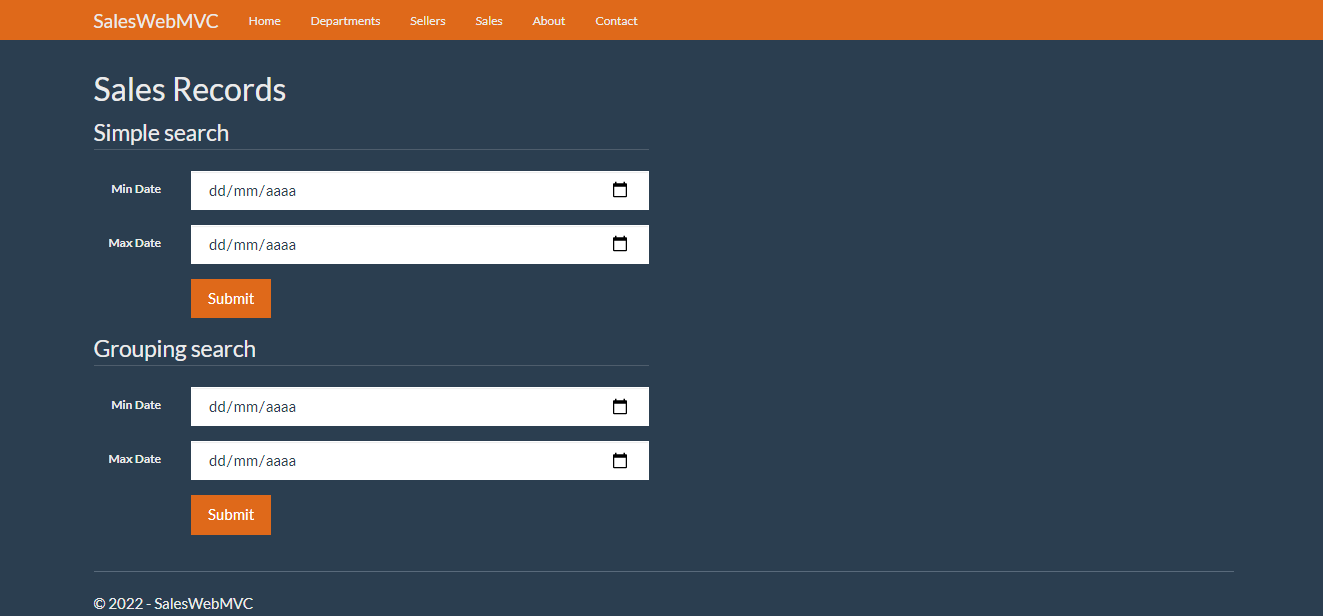 SalesWebMVC Home Departments Sellers Sales About Contact
Sales Records
Simple search
Min Date dd/mm/aaaa
Max Date dd/mm/aaaa
Submit
Grouping search
Min Date dd/mm/aaaa
Max Date dd/mm/aaaa
Submit
© 2022 - SalesWebMVC